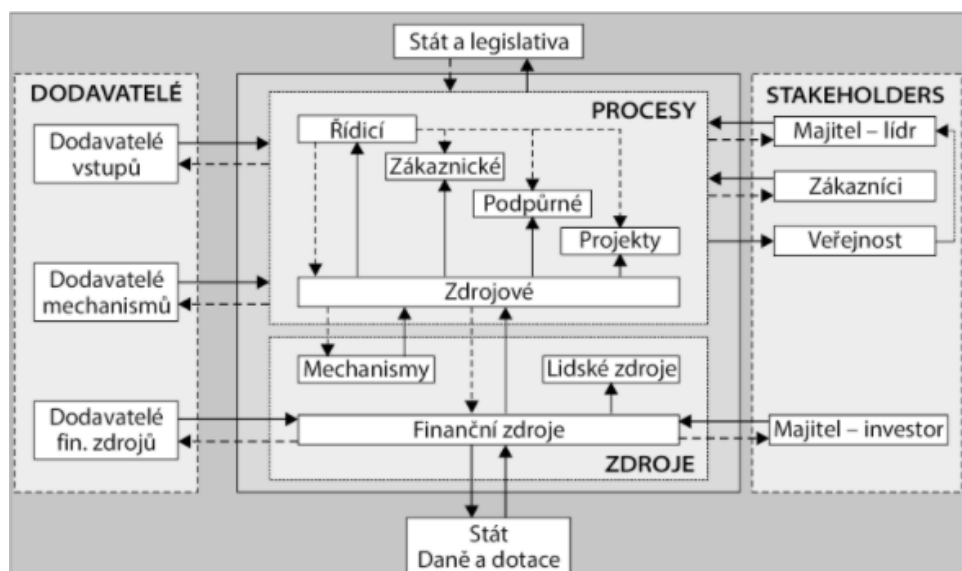 Stát a legislativa
DODAVATELÉ
Dodavatelé
vstupů
Dodavatelé
mechanismů
Dodavatelé
fin. zdrojů
PROCESY
Řídicí
Zákaznické
Podpůrné
Projekty
Zdrojové
Mechanismy
Lidské zdroje
Finanční zdroje
ZDROJE
STAKEHOLDERS
Majitel – lídr
Zákazníci
Veřejnost
Majitel – investor
Stát
Daně a dotace